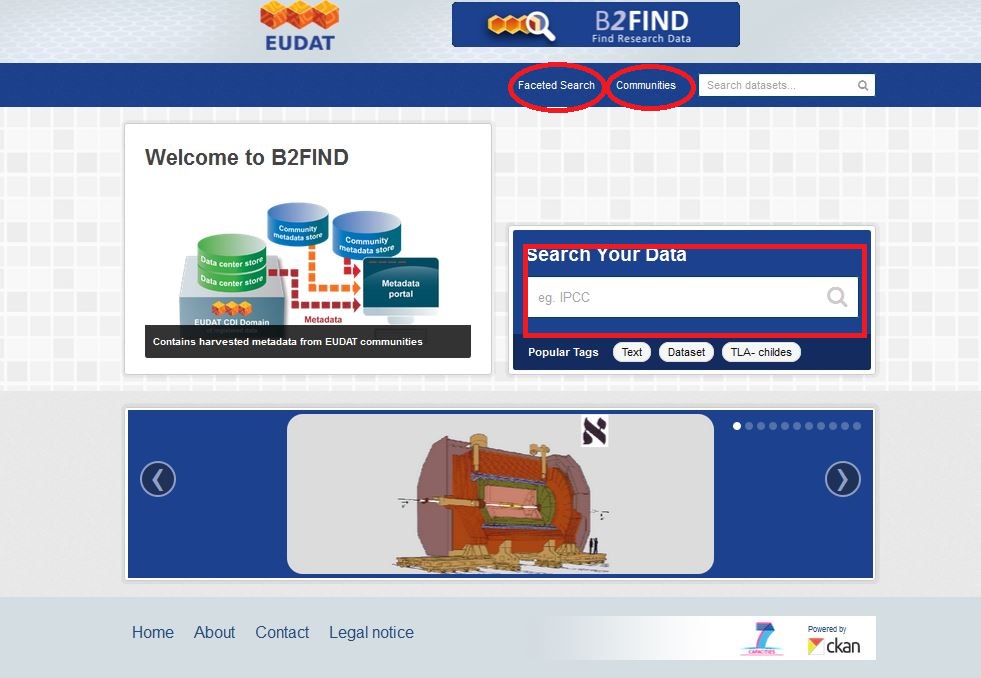 EUDAT
B2FIND
Find Research Data
Faceted Search
Communities
Search datasets...
Welcome to B2FIND
Community
metadata store
Community
metadata store
Data center store
Data center store
Metadata
portal
EUDAT CDI Domain
Metadata
Contains harvested metadata from EUDAT communities
Search Your Data
eg. IPCC
Popular Tags
Text
Dataset
TLA- childes
א
Home
About
Contact
Legal notice
7
CAPACITIES
Powered by
ckan